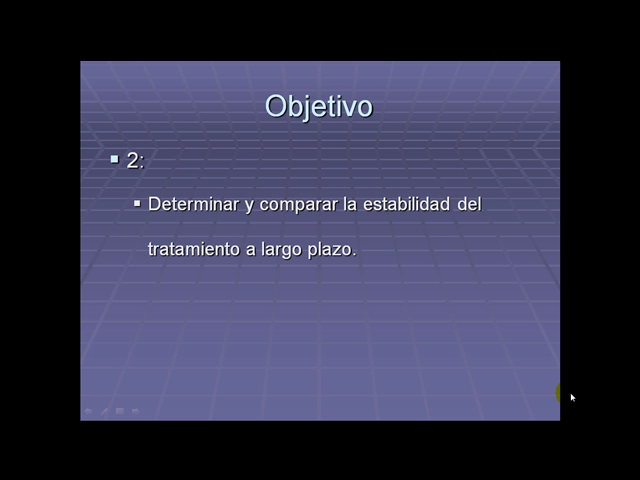 Objetivo
2:
Determinar y comparar la estabilidad del
tratamiento a largo plazo.